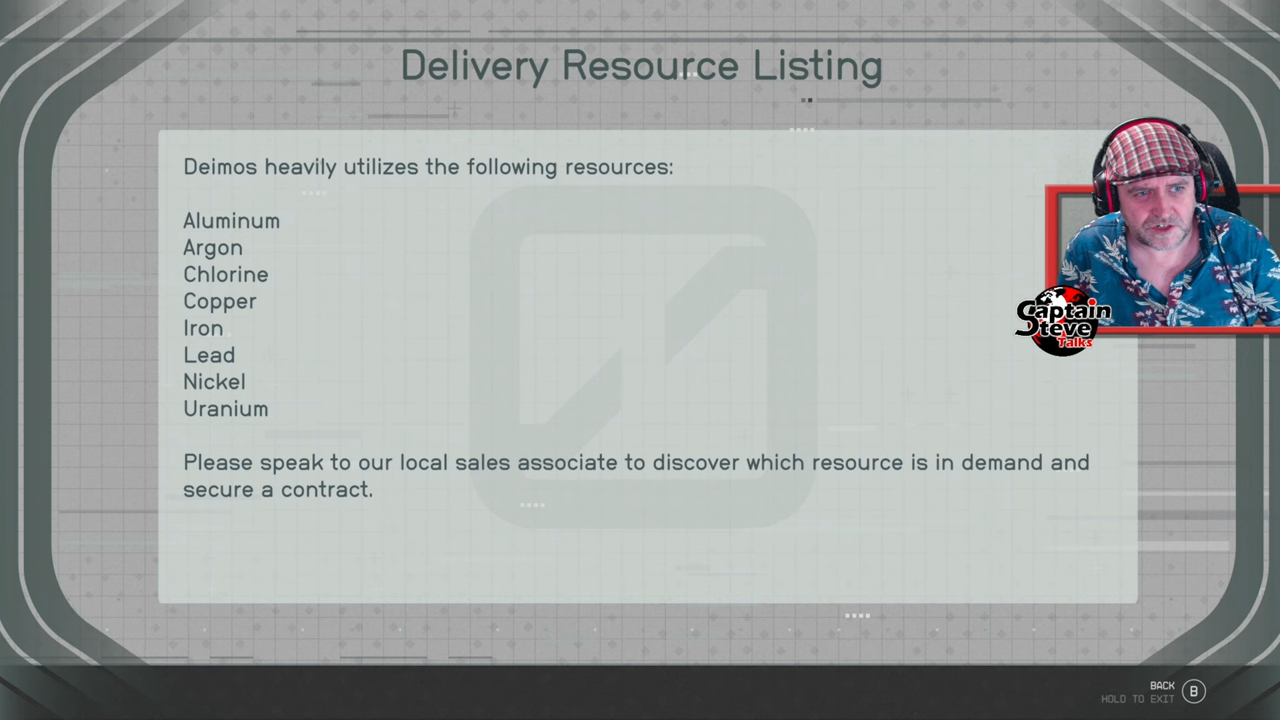 Delivery Resource Listing
Deimos heavily utilizes the following resources:
Aluminum
Argon
Chlorine
Copper
Iron
Lead
Nickel
Uranium
Please speak to our local sales associate to discover which resource is in demand and
secure a contract.
Captain
Steve
Talks
BACK
HOLD TO EXIT
B